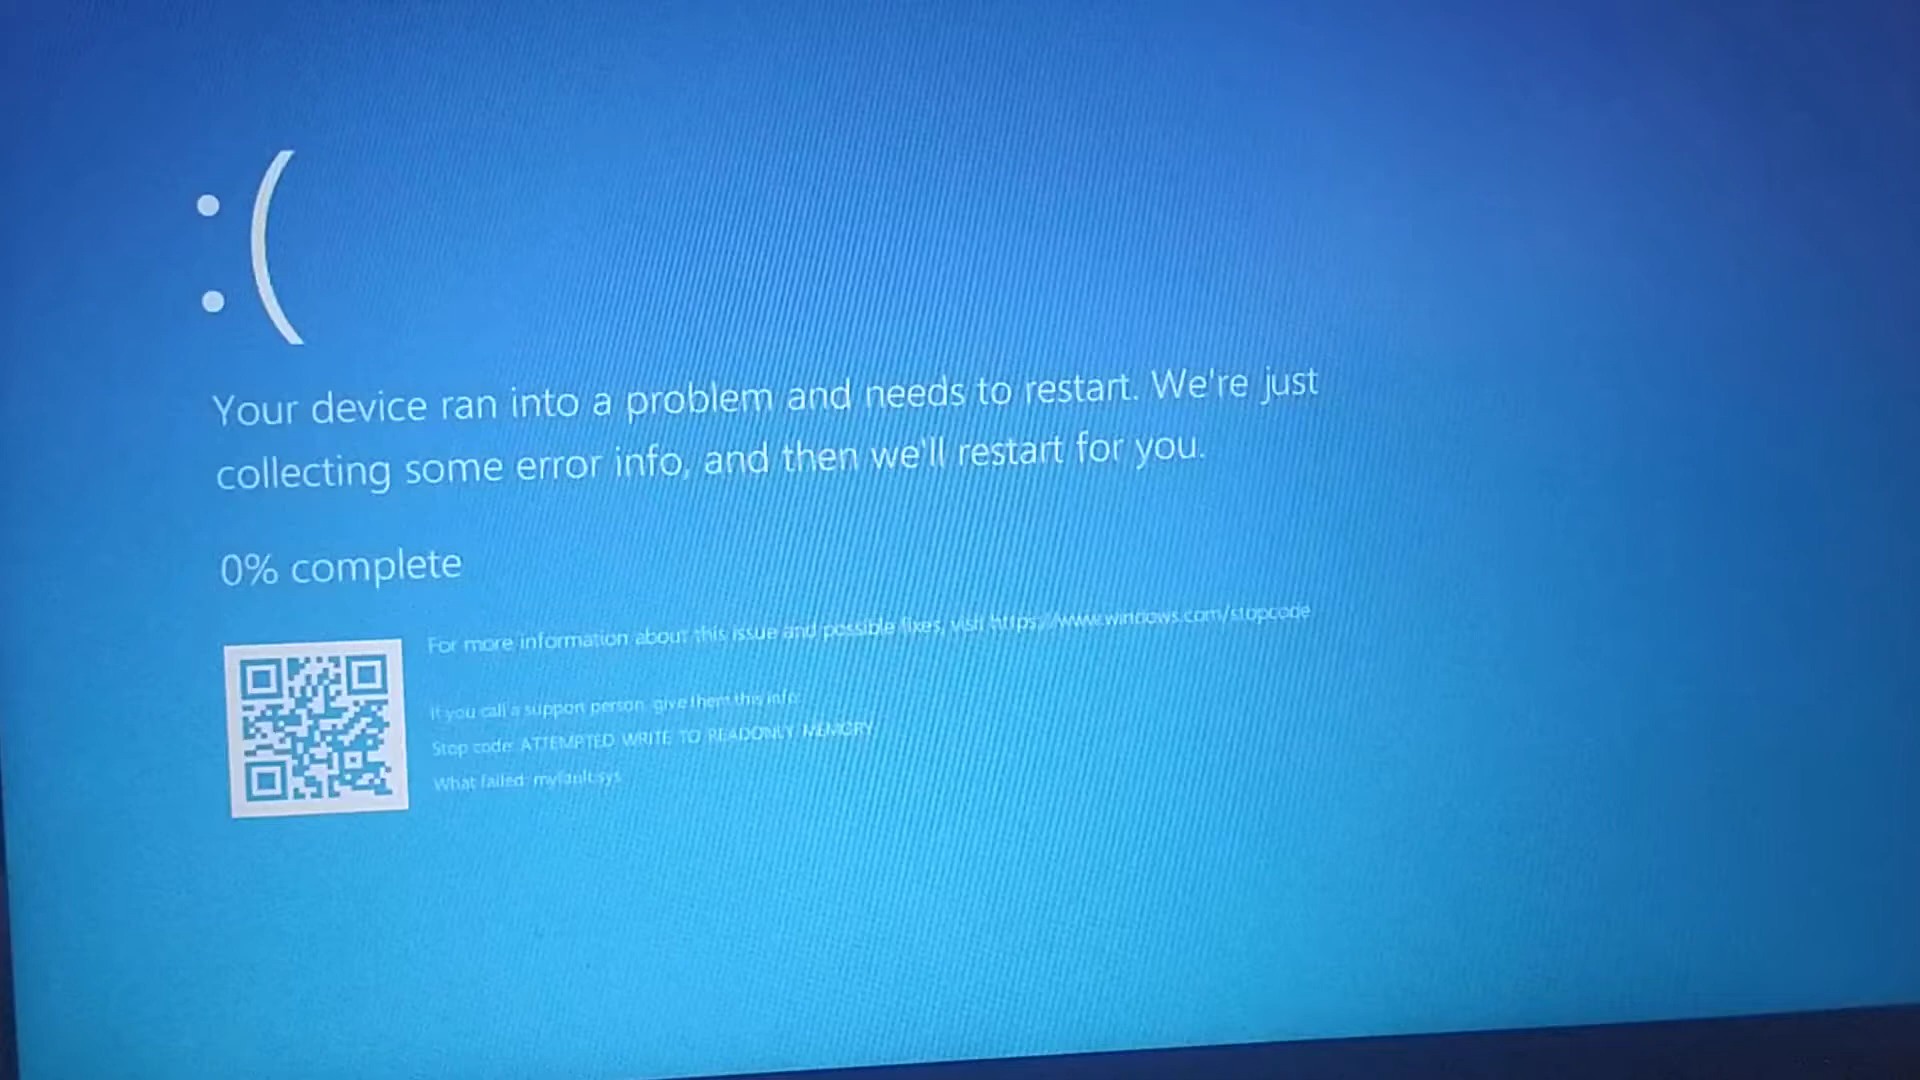 :(
Your device ran into a problem and needs to restart. We're just
collecting some error info, and then we'll restart for you.
0% complete
For more information about this issue and possible fixes, visit https://www.windows.com/stopcode
If you call a support person, give them this info:
Stop code: ATTEMPTED WRITE TO READONLY MEMORY
What failed: myfault.sys